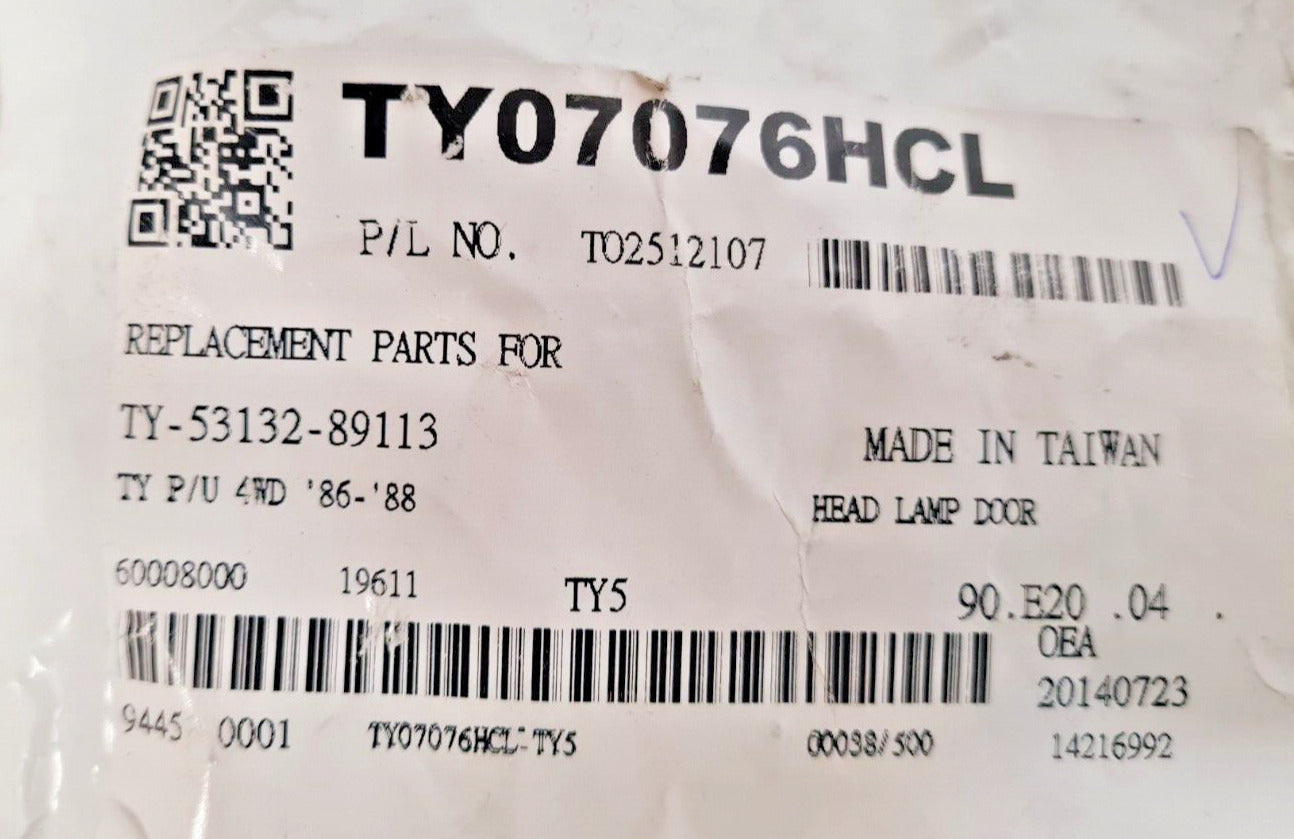 TY07076HCL
P/L NO. TO2512107
REPLACEMENT PARTS FOR
TY-53132-89113
MADE IN TAIWAN
TY P/U 4WD '86-'88
HEAD LAMP DOOR
60008000 19611 TY5 90.E20 .04 .
OEA
20140723
9445 0001 TY07076HCL-TY5 00038/500 14216992